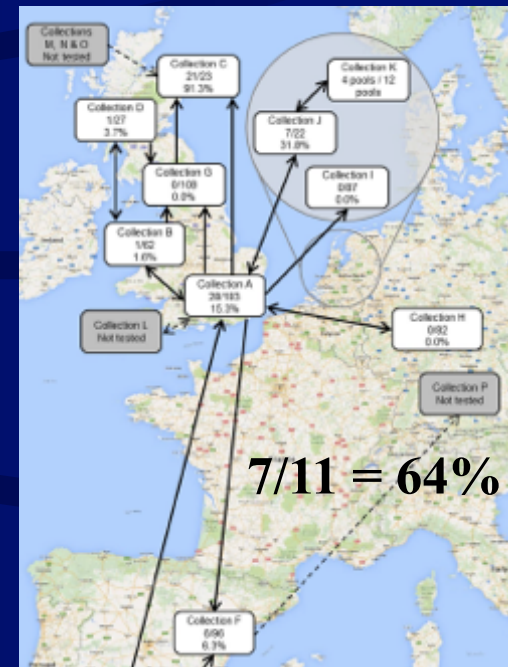 Collections
M, N & O
Not tested
Collection C
21/23
91.3%
Collection K
4 pools / 12
pools
Collection D
1/27
3.7%
Collection J
7/22
31.8%
Collection G
0/108
0.0%
Collection I
0/87
0.0%
Collection B
1/62
1.6%
Collection A
28/183
15.3%
Collection L
Not tested
Collection H
0/92
0.0%
Collection P
Not tested
7/11 = 64%
Collection F
6/96
6.3%